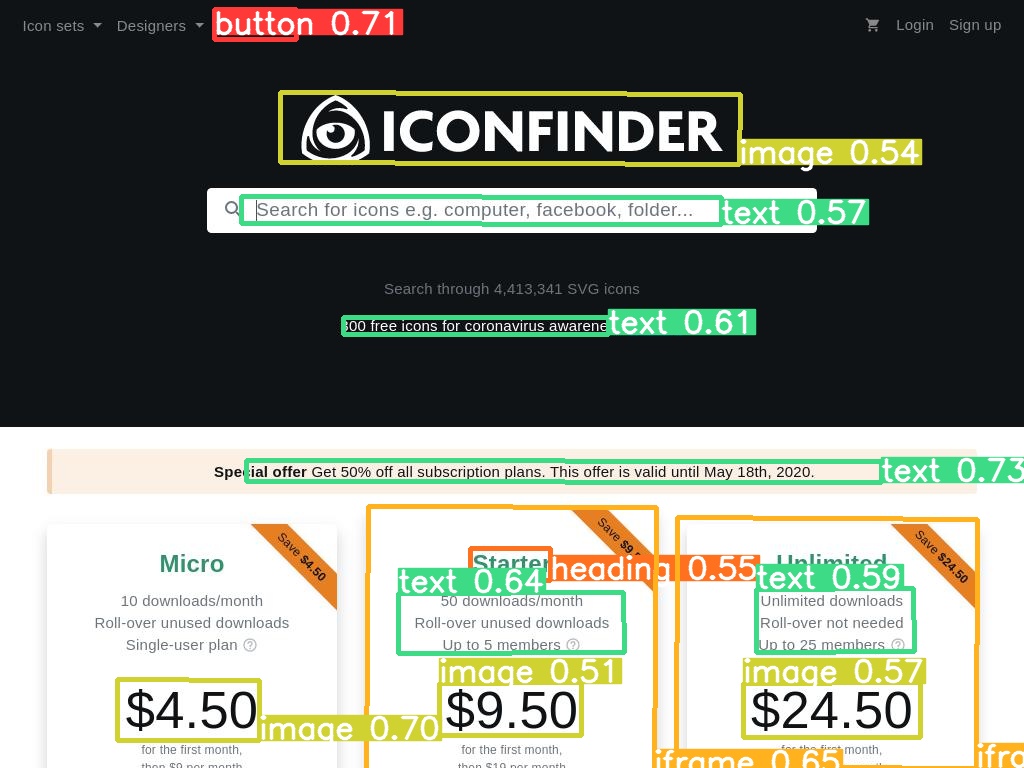 Icon sets Designers button 0.71 Login Sign up
ICONFINDER
image 0.54
Search for icons e.g. computer, facebook, folder...
text 0.57
Search through 4,413,341 SVG icons
300 free icons for coronavirus awarene
text 0.61
Special offer Get 50% off all subscription plans. This offer is valid until May 18th, 2020.
text 0.73
Save $4.50
Micro
10 downloads/month
Roll-over unused downloads
Single-user plan
$4.50
image 0.70
for the first month,
then $9 per month
Save $9.
Starter
heading 0.55
text 0.64
50 downloads/month
Roll-over unused downloads
Up to 5 members
image 0.51
$9.50
for the first month,
then $19 per month
iframe 0.65
Save $24.50
Unlimited
text 0.59
Unlimited downloads
Roll-over not needed
Up to 25 members
image 0.57
$24.50
for the first month,
ifra